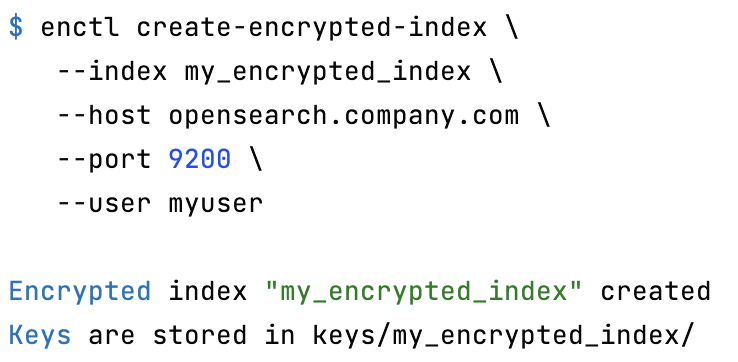 $ enctl create-encrypted-index \
--index my_encrypted_index \
--host opensearch.company.com \
--port 9200 \
--user myuser
Encrypted index "my_encrypted_index" created
Keys are stored in keys/my_encrypted_index/